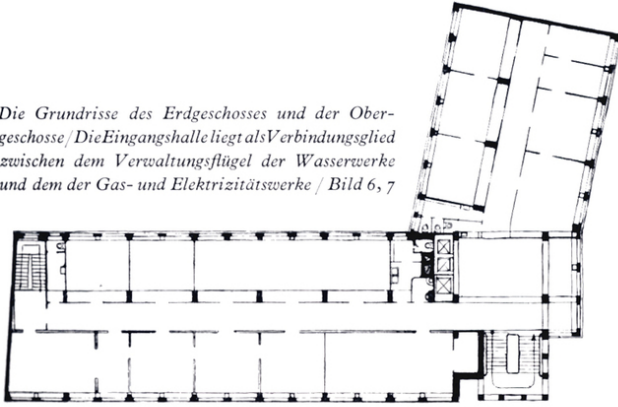 Die Grundrisse des Erdgeschosses und der Ober-
geschosse / Die Eingangshalle liegt als Verbindungsglied
zwischen dem Verwaltungsflügel der Wasserwerke
und dem der Gas- und Elektrizitätswerke / Bild 6, 7